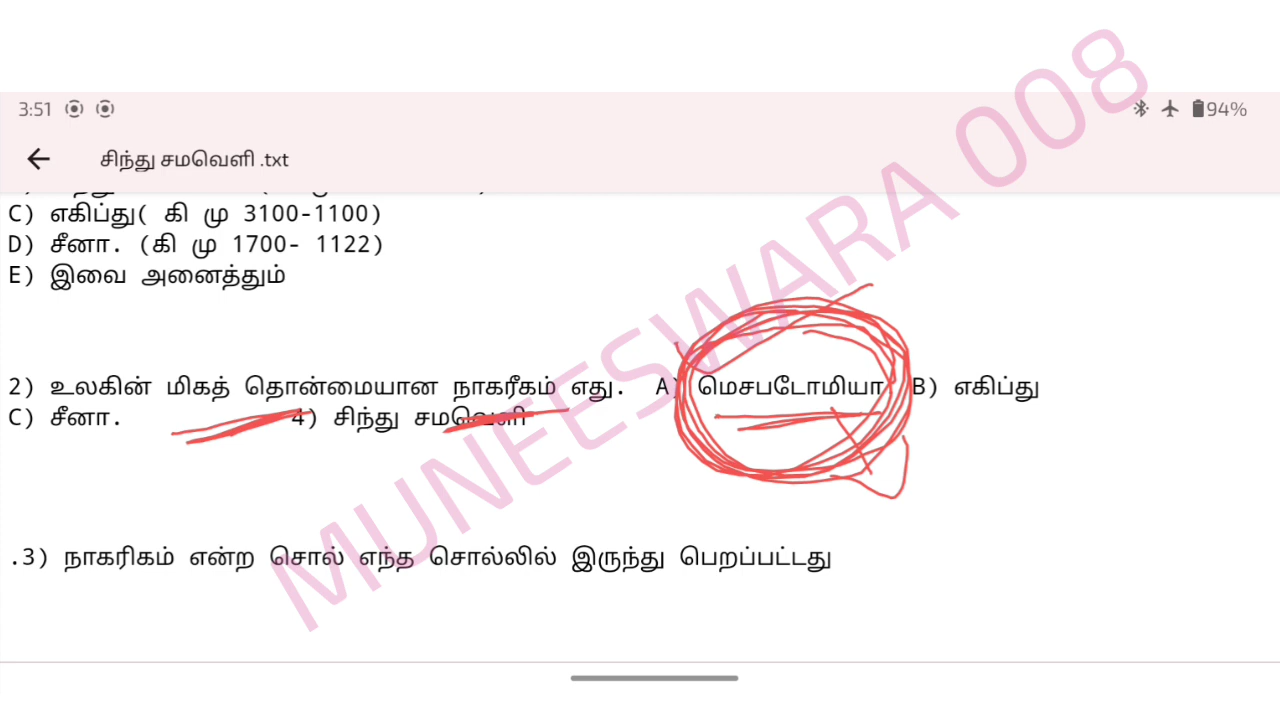 3:51 94%
சிந்து சமவெளி .txt
C) எகிப்து( கி மு 3100-1100)
D) சீனா. (கி மு 1700- 1122)
E) இவை அனைத்தும்
2) உலகின் மிகத் தொன்மையான நாகரீகம் எது. A) மெசபடோமியா B) எகிப்து
C) சீனா. 4) சிந்து சமவெளி
.3) நாகரிகம் என்ற சொல் எந்த சொல்லில் இருந்து பெறப்பட்டது
MUNEESWARA 008